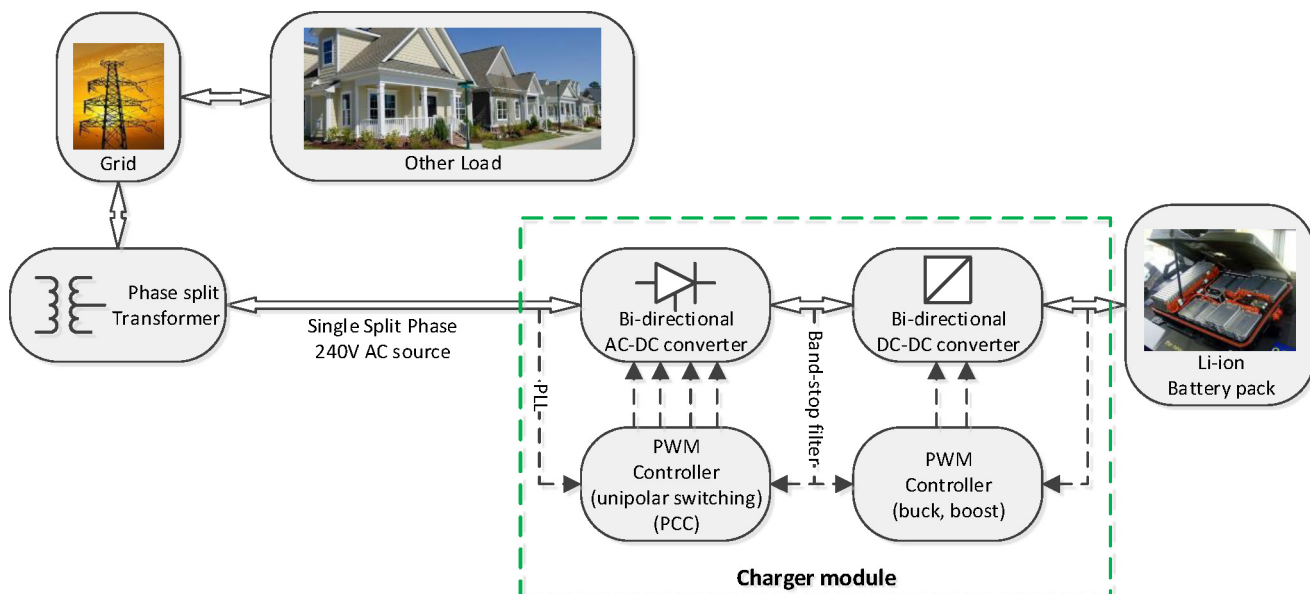 Grid
Other Load
Phase split
Transformer
Single Split Phase
240V AC source
Bi-directional
AC-DC converter
Bi-directional
DC-DC converter
Li-ion
Battery pack
PLL
Band-stop filter
PWM
Controller
(unipolar switching)
(PCC)
PWM
Controller
(buck, boost)
Charger module